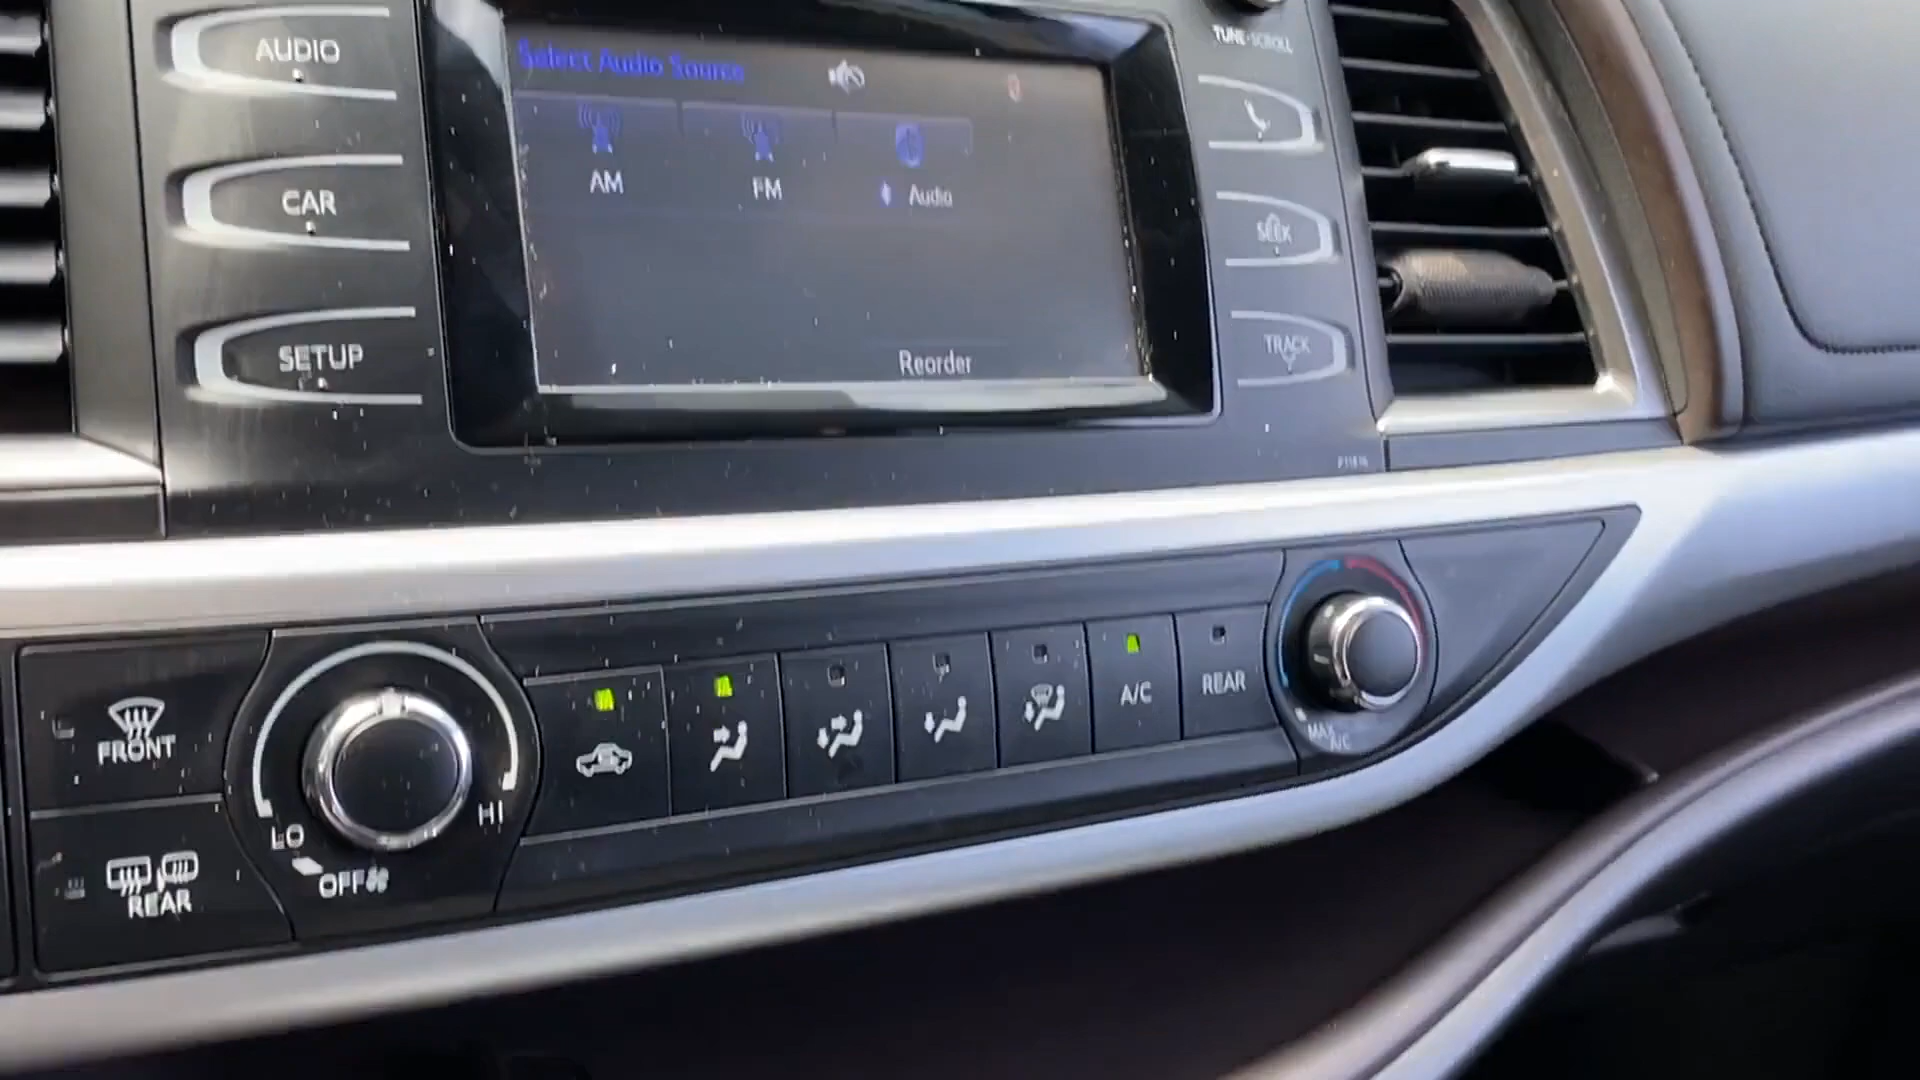 AUDIO
CAR
SETUP
Select Audio Source
AM
FM
Audio
Reorder
TUNE·SCROLL
SEEK
TRACK
FRONT
REAR
LO
HI
OFF
A/C
REAR
MAX
A/C